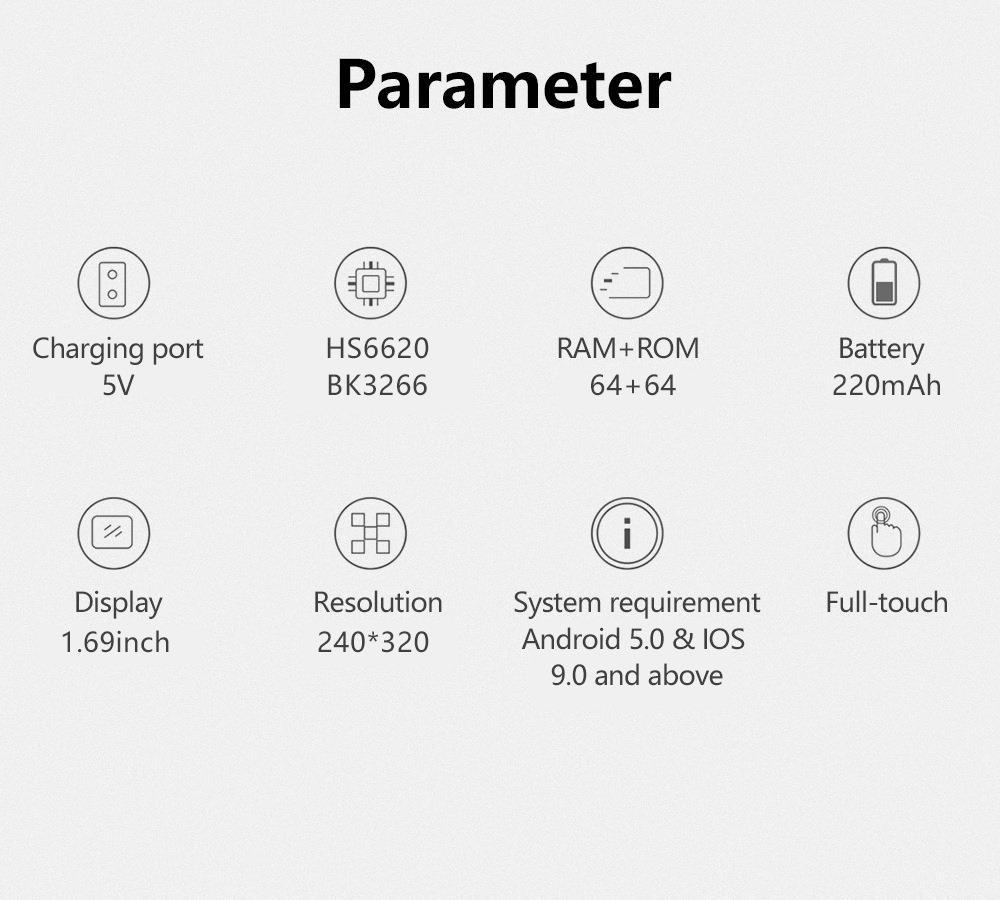 Parameter
Charging port
5V
HS6620
BK3266
RAM+ROM
64+64
Battery
220mAh
Display
1.69inch
Resolution
240*320
System requirement
Android 5.0 & IOS
9.0 and above
Full-touch